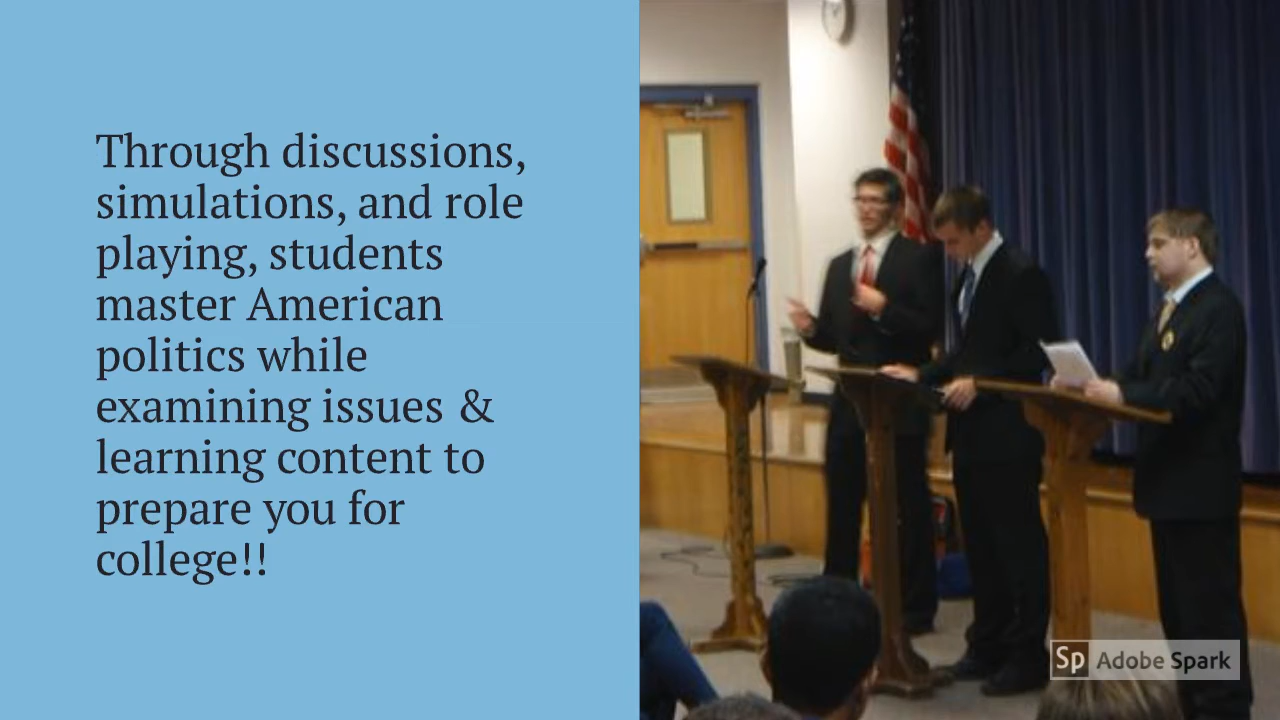 Through discussions,
simulations, and role
playing, students
master American
politics while
examining issues &
learning content to
prepare you for
college!!
Sp Adobe Spark